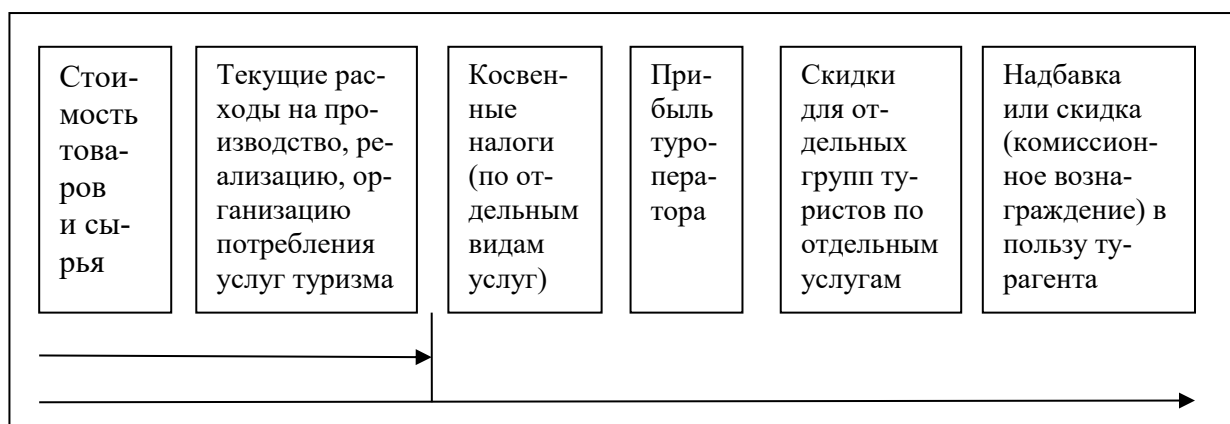 Стои-
мость
това-
ров
и сы-
рья
Текущие рас-
ходы на про-
изводство, ре-
ализацию, ор-
ганизацию
потребления
услуг туризма
Косвен-
ные
налоги
(по от-
дельным
видам
услуг)
При-
быль
туро-
пера-
тора
Скидки
для от-
дельных
групп ту-
ристов по
отдельным
услугам
Надбавка
или скидка
(комиссион-
ное возна-
граждение) в
пользу ту-
рагента